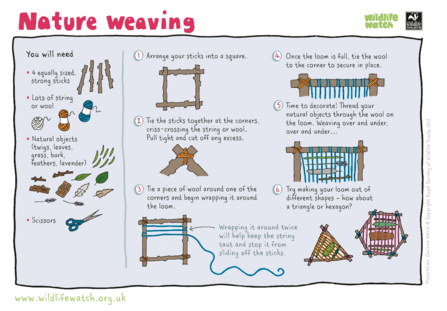 Nature weaving
wildlife
watch
You will need
• 4 equally sized,
strong sticks
• Lots of string
or wool
• Natural objects
(twigs, leaves,
grass, bark,
feathers, lavender)
• Scissors
1 Arrange your sticks into a square.
2 Tie the sticks together at the corners,
criss-crossing the string or wool.
Pull tight and cut off any excess.
3 Tie a piece of wool around one of the
corners and begin wrapping it around
the loom.
Wrapping it around twice
will help keep the string
taut and stop it from
sliding off the sticks.
4 Once the loom is full, tie the wool
to the corner to secure in place.
5 Time to decorate! Thread your
natural objects through the wool on
the loom. Weaving over and under,
over and under...
6 Try making your loom out of
different shapes – how about
a triangle or hexagon?
www.wildlifewatch.org.uk